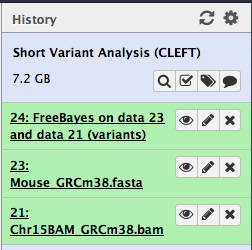 History
Short Variant Analysis (CLEFT)
7.2 GB
24: FreeBayes on data 23
and data 21 (variants)
23:
Mouse_GRCm38.fasta
21:
Chr15BAM_GRCm38.bam